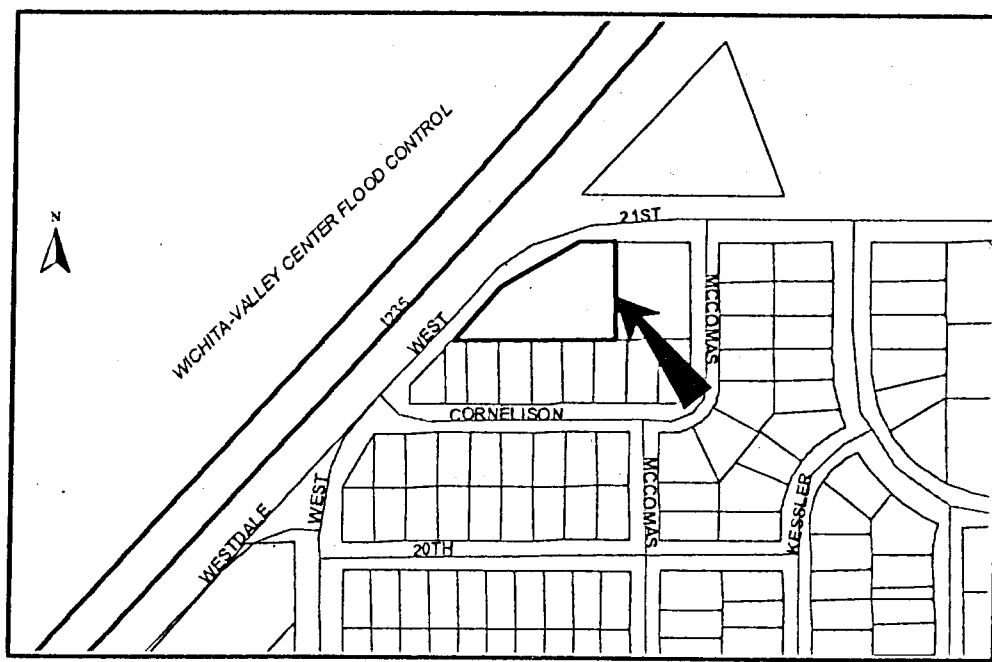 WICHITA-VALLEY CENTER FLOOD CONTROL
N
21ST
I235
WEST
MCCOMAS
CORNELISON
WEST
MCCOMAS
KESSLER
WESTDALE
20TH